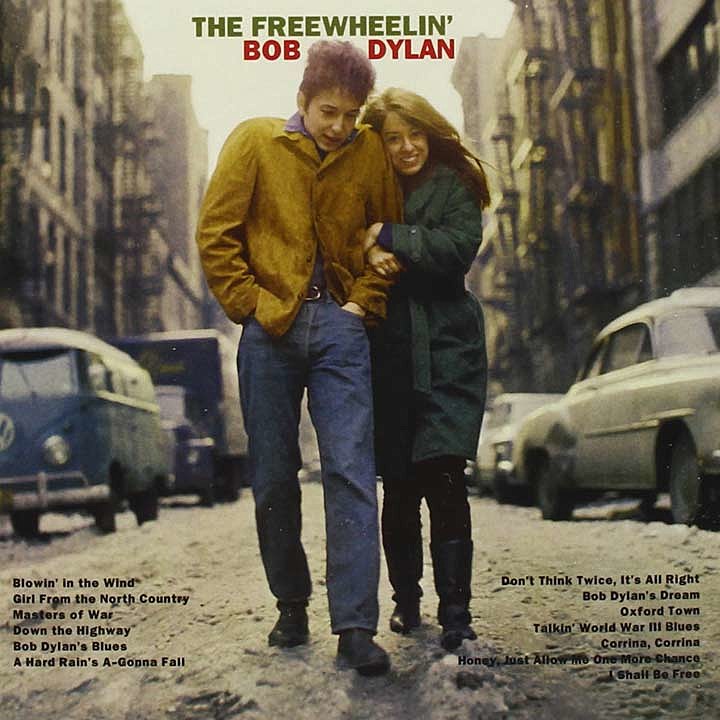 THE FREEWHEELIN'
BOB DYLAN
Blowin' in the Wind
Girl From the North Country
Masters of War
Down the Highway
Bob Dylan's Blues
A Hard Rain's A-Gonna Fall
Don't Think Twice, It's All Right
Bob Dylan's Dream
Oxford Town
Talkin' World War III Blues
Corrina, Corrina
Honey, Just Allow Me One More Chance
I Shall Be Free